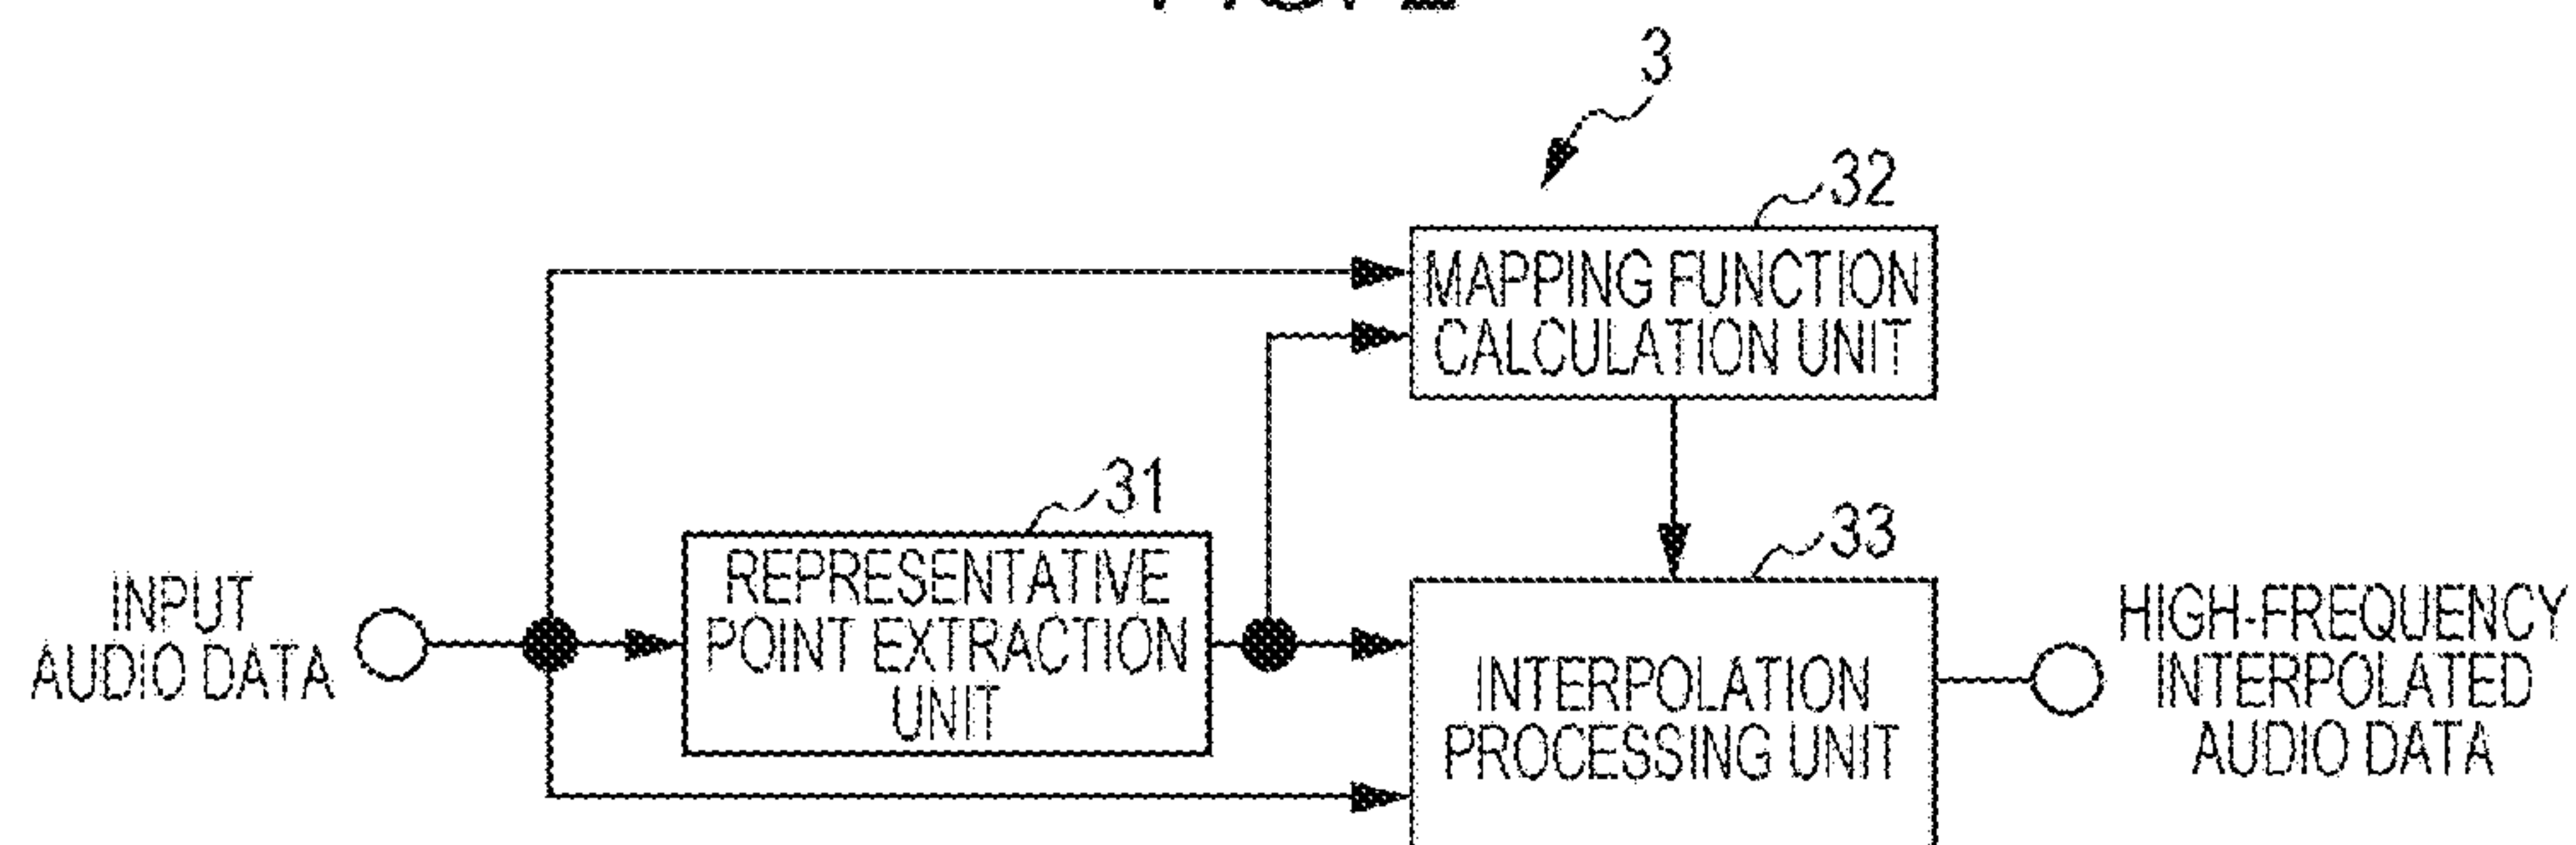 3
32
MAPPING FUNCTION
CALCULATION UNIT
31
REPRESENTATIVE
POINT EXTRACTION
UNIT
33
INTERPOLATION
PROCESSING UNIT
INPUT
AUDIO DATA
HIGH-FREQUENCY
INTERPOLATED
AUDIO DATA